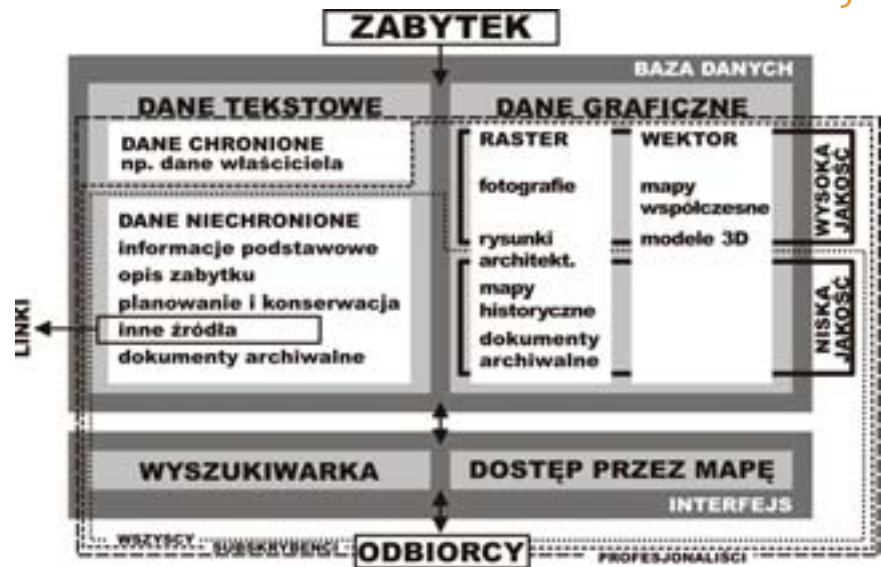 ZABYTEK
BAZA DANYCH
DANE TEKSTOWE
DANE CHRONIONE
np. dane właściciela
DANE NIECHRONIONE
informacje podstawowe
opis zabytku
planowanie i konserwacja
inne źródła
dokumenty archiwalne
LINKI
DANE GRAFICZNE
RASTER
fotografie
rysunki
architekt.
mapy
historyczne
dokumenty
archiwalne
WEKTOR
mapy
współczesne
modele 3D
WYSOKA
JAKOŚĆ
NISKA
JAKOŚĆ
WYSZUKIWARKA
DOSTĘP PRZEZ MAPĘ
INTERFEJS
WSZYSCY
SUBSKRYBENCI
ODBIORCY
PROFESJONALIŚCI